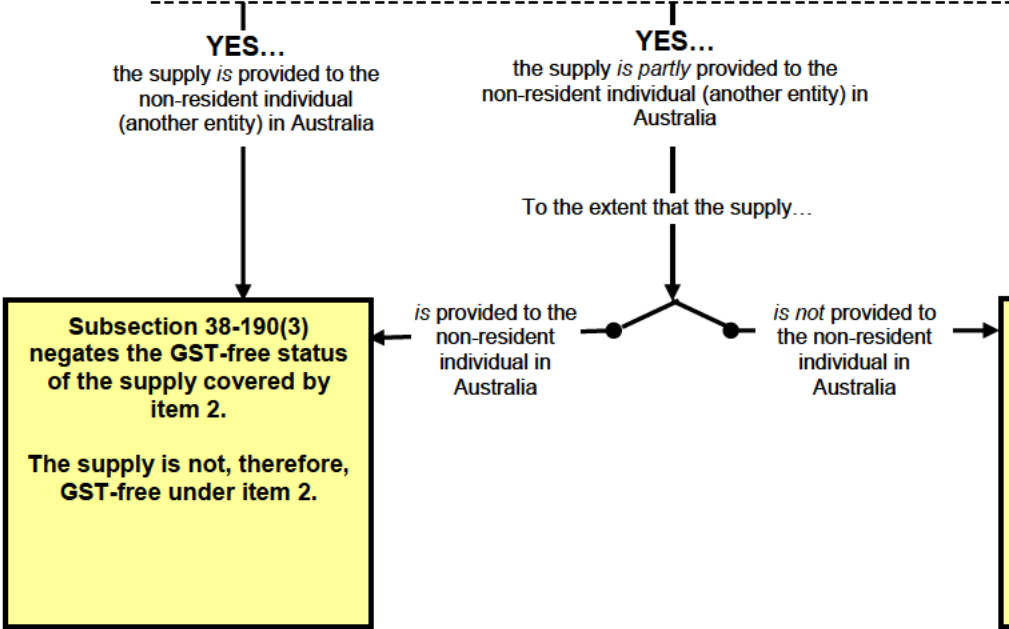 YES…
the supply is provided to the
non-resident individual
(another entity) in Australia
YES…
the supply is partly provided to the
non-resident individual (another entity) in
Australia
To the extent that the supply…
is provided to the
non-resident
individual in
Australia
is not provided to
the non-resident
individual in
Australia
Subsection 38-190(3)
negates the GST-free status
of the supply covered by
item 2.
The supply is not, therefore,
GST-free under item 2.